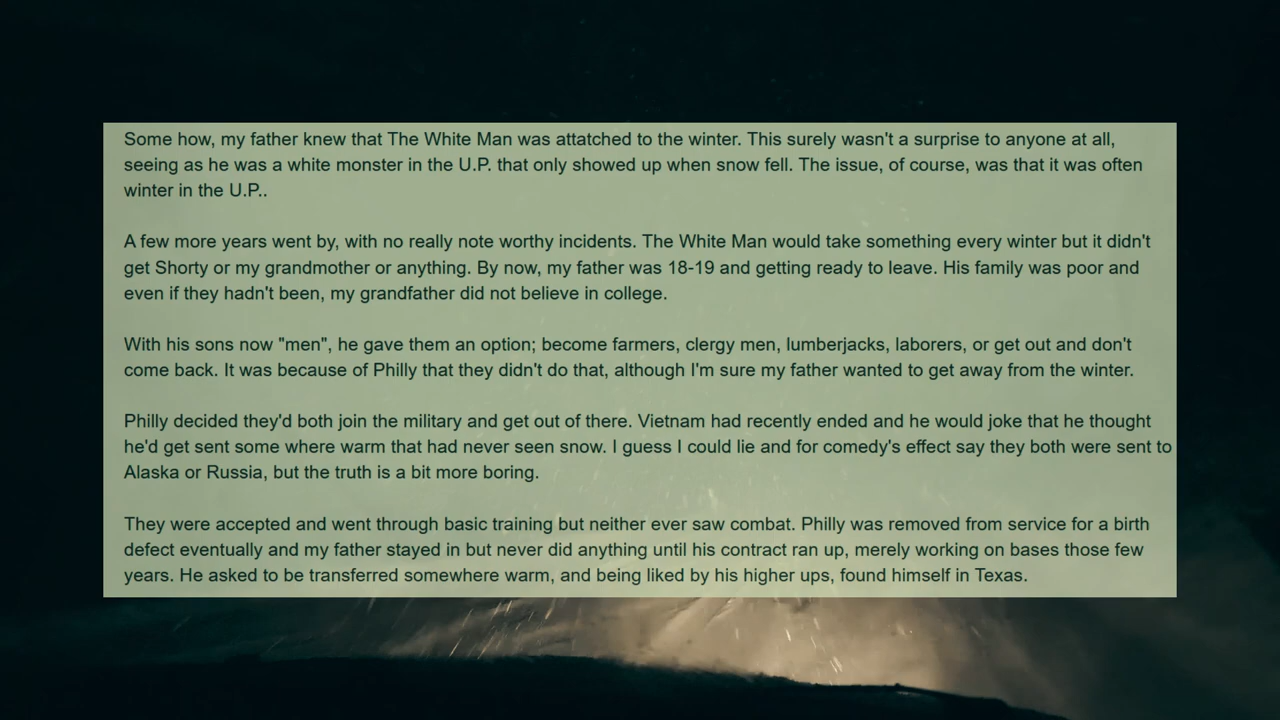 Some how, my father knew that The White Man was attatched to the winter. This surely wasn't a surprise to anyone at all,
seeing as he was a white monster in the U.P. that only showed up when snow fell. The issue, of course, was that it was often
winter in the U.P..
A few more years went by, with no really note worthy incidents. The White Man would take something every winter but it didn't
get Shorty or my grandmother or anything. By now, my father was 18-19 and getting ready to leave. His family was poor and
even if they hadn't been, my grandfather did not believe in college.
With his sons now "men", he gave them an option; become farmers, clergy men, lumberjacks, laborers, or get out and don't
come back. It was because of Philly that they didn't do that, although I'm sure my father wanted to get away from the winter.
Philly decided they'd both join the military and get out of there. Vietnam had recently ended and he would joke that he thought
he'd get sent some where warm that had never seen snow. I guess I could lie and for comedy's effect say they both were sent to
Alaska or Russia, but the truth is a bit more boring.
They were accepted and went through basic training but neither ever saw combat. Philly was removed from service for a birth
defect eventually and my father stayed in but never did anything until his contract ran up, merely working on bases those few
years. He asked to be transferred somewhere warm, and being liked by his higher ups, found himself in Texas.